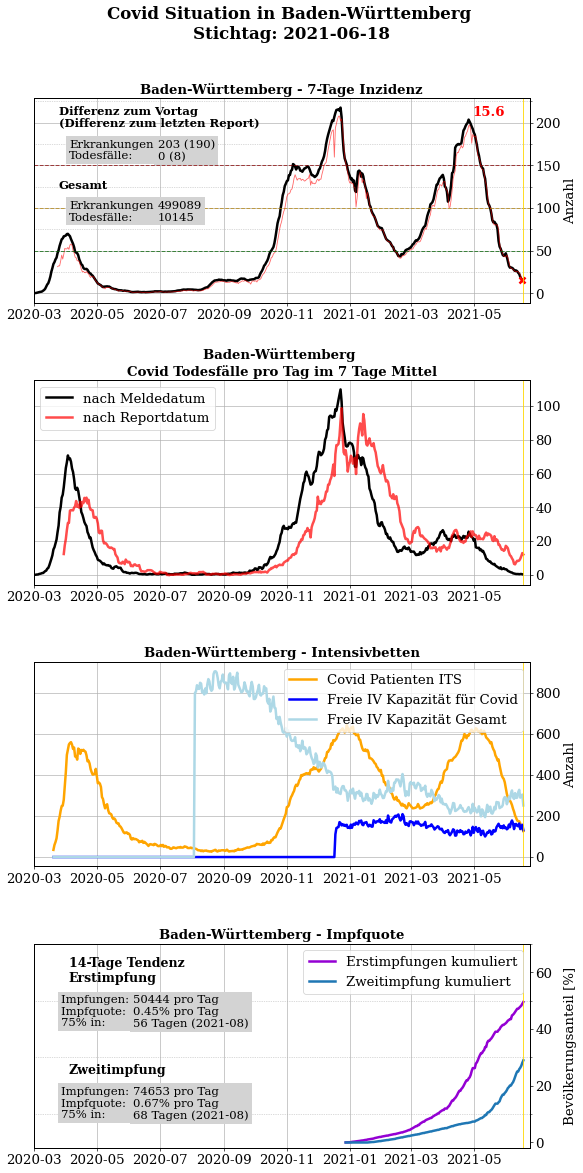 Covid Situation in Baden-Württemberg
Stichtag: 2021-06-18
Baden-Württemberg - 7-Tage Inzidenz
Differenz zum Vortag
(Differenz zum letzten Report)
Erkrankungen 203 (190)
Todesfälle: 0 (8)
Gesamt
Erkrankungen 499089
Todesfälle: 10145
15.6
200
150
100
50
0
Anzahl
2020-03 2020-05 2020-07 2020-09 2020-11 2021-01 2021-03 2021-05
Baden-Württemberg
Covid Todesfälle pro Tag im 7 Tage Mittel
nach Meldedatum
nach Reportdatum
100
80
60
40
20
0
2020-03 2020-05 2020-07 2020-09 2020-11 2021-01 2021-03 2021-05
Baden-Württemberg - Intensivbetten
Covid Patienten ITS
Freie IV Kapazität für Covid
Freie IV Kapazität Gesamt
800
600
400
200
0
Anzahl
2020-03 2020-05 2020-07 2020-09 2020-11 2021-01 2021-03 2021-05
Baden-Württemberg - Impfquote
14-Tage Tendenz
Erstimpfung
Impfungen: 50444 pro Tag
Impfquote: 0.45% pro Tag
75% in: 56 Tagen (2021-08)
Zweitimpfung
Impfungen: 74653 pro Tag
Impfquote: 0.67% pro Tag
75% in: 68 Tagen (2021-08)
Erstimpfungen kumuliert
Zweitimpfung kumuliert
60
40
20
0
Bevölkerungsanteil [%]
2020-03 2020-05 2020-07 2020-09 2020-11 2021-01 2021-03 2021-05